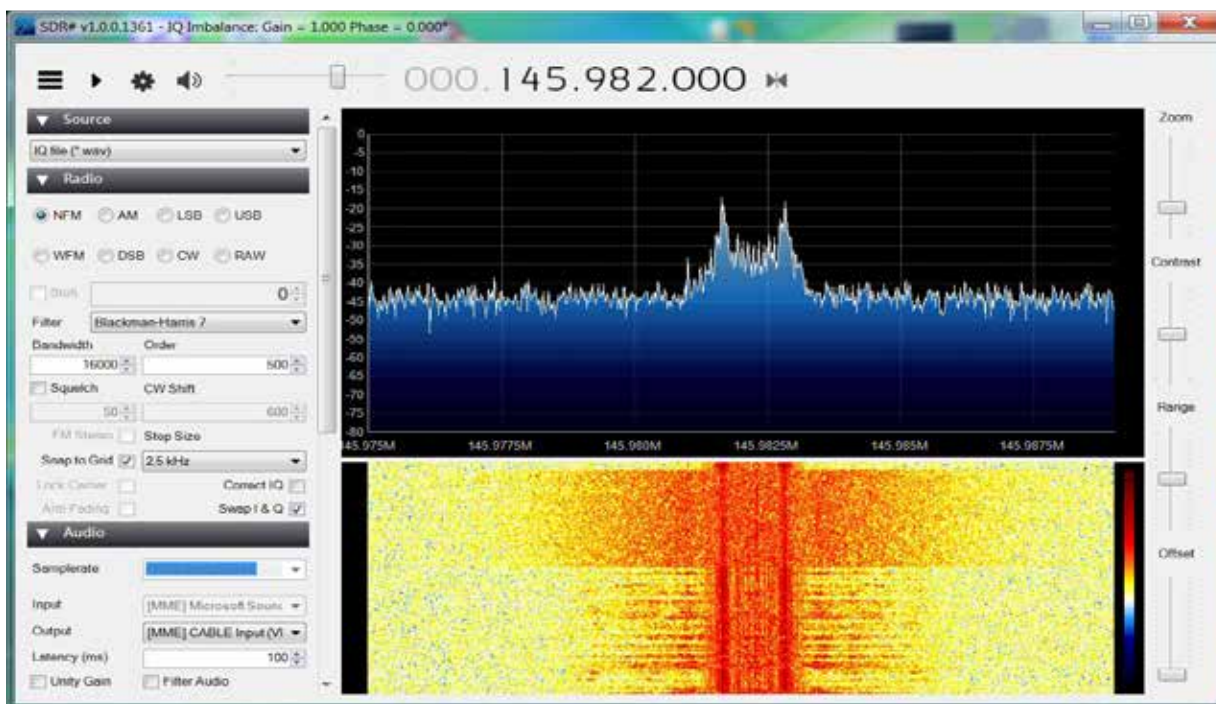 SDR# v1.0.0.1361 - IQ Imbalance: Gain = 1.000 Phase = 0.000°
000.145.982.000
Source
IQ file (*.wav)
Radio
NFM AM LSB USB
WFM DSB CW RAW
Shift 0
Filter Blackman-Harris 7
Bandwidth Order
16000 500
Squelch CW Shift
50 600
FM Stereo Step Size
Snap to Grid 2.5 kHz
Lock Carrier Correct IQ
Anti-Fading Swap I & Q
Audio
Samplerate
Input [MME] Microsoft Sound
Output [MME] CABLE Input (VI
Latency (ms) 100
Unity Gain Filter Audio
0
-5
-10
-15
-20
-25
-30
-35
-40
-45
-50
-55
-60
-65
-70
-75
-80
145.975M 145.9775M 145.980M 145.9825M 145.985M 145.9875M
Zoom
Contrast
Range
Offset